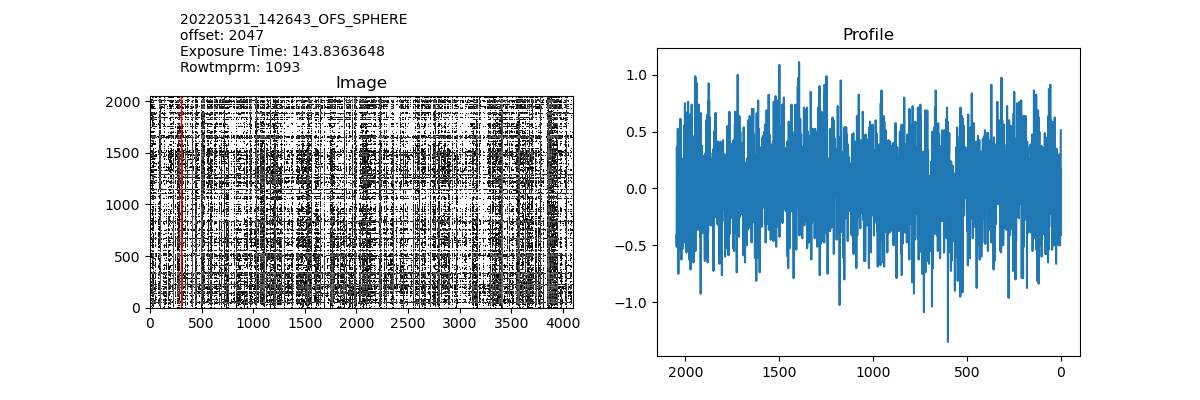 20220531_142643_OFS_SPHERE
offset: 2047
Exposure Time: 143.8363648
Rowtmprm: 1093
Image
2000
1500
1000
500
0
0 500 1000 1500 2000 2500 3000 3500 4000
Profile
1.0
0.5
0.0
−0.5
−1.0
2000 1500 1000 500 0